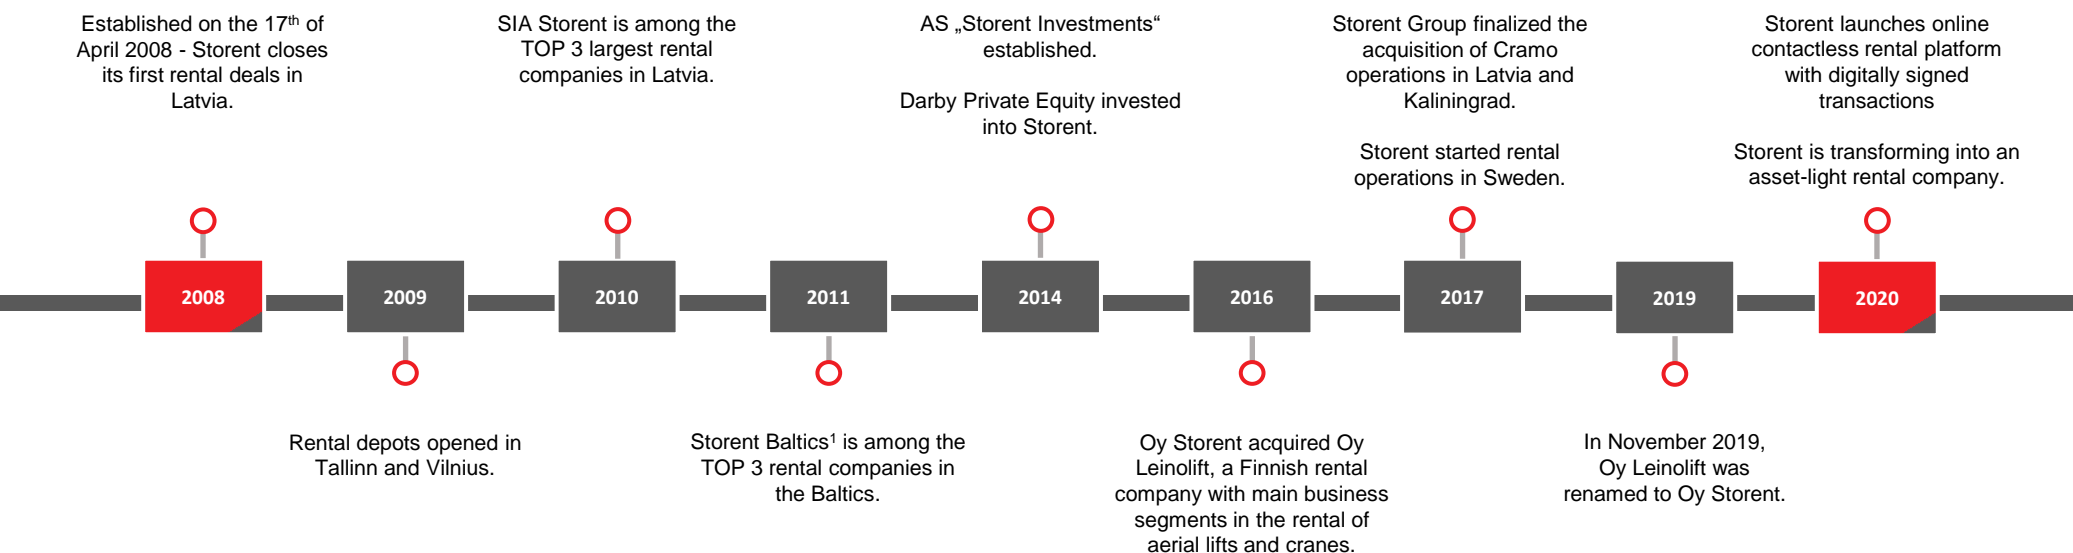 Established on the 17th of
April 2008 - Storent closes
its first rental deals in
Latvia.
SIA Storent is among the
TOP 3 largest rental
companies in Latvia.
AS „Storent Investments“
established.
Darby Private Equity invested
into Storent.
Storent Group finalized the
acquisition of Cramo
operations in Latvia and
Kaliningrad.
Storent started rental
operations in Sweden.
Storent launches online
contactless rental platform
with digitally signed
transactions
Storent is transforming into an
asset-light rental company.
2008
2009
2010
2011
2014
2016
2017
2019
2020
Rental depots opened in
Tallinn and Vilnius.
Storent Baltics¹ is among the
TOP 3 rental companies in
the Baltics.
Oy Storent acquired Oy
Leinolift, a Finnish rental
company with main business
segments in the rental of
aerial lifts and cranes.
In November 2019,
Oy Leinolift was
renamed to Oy Storent.